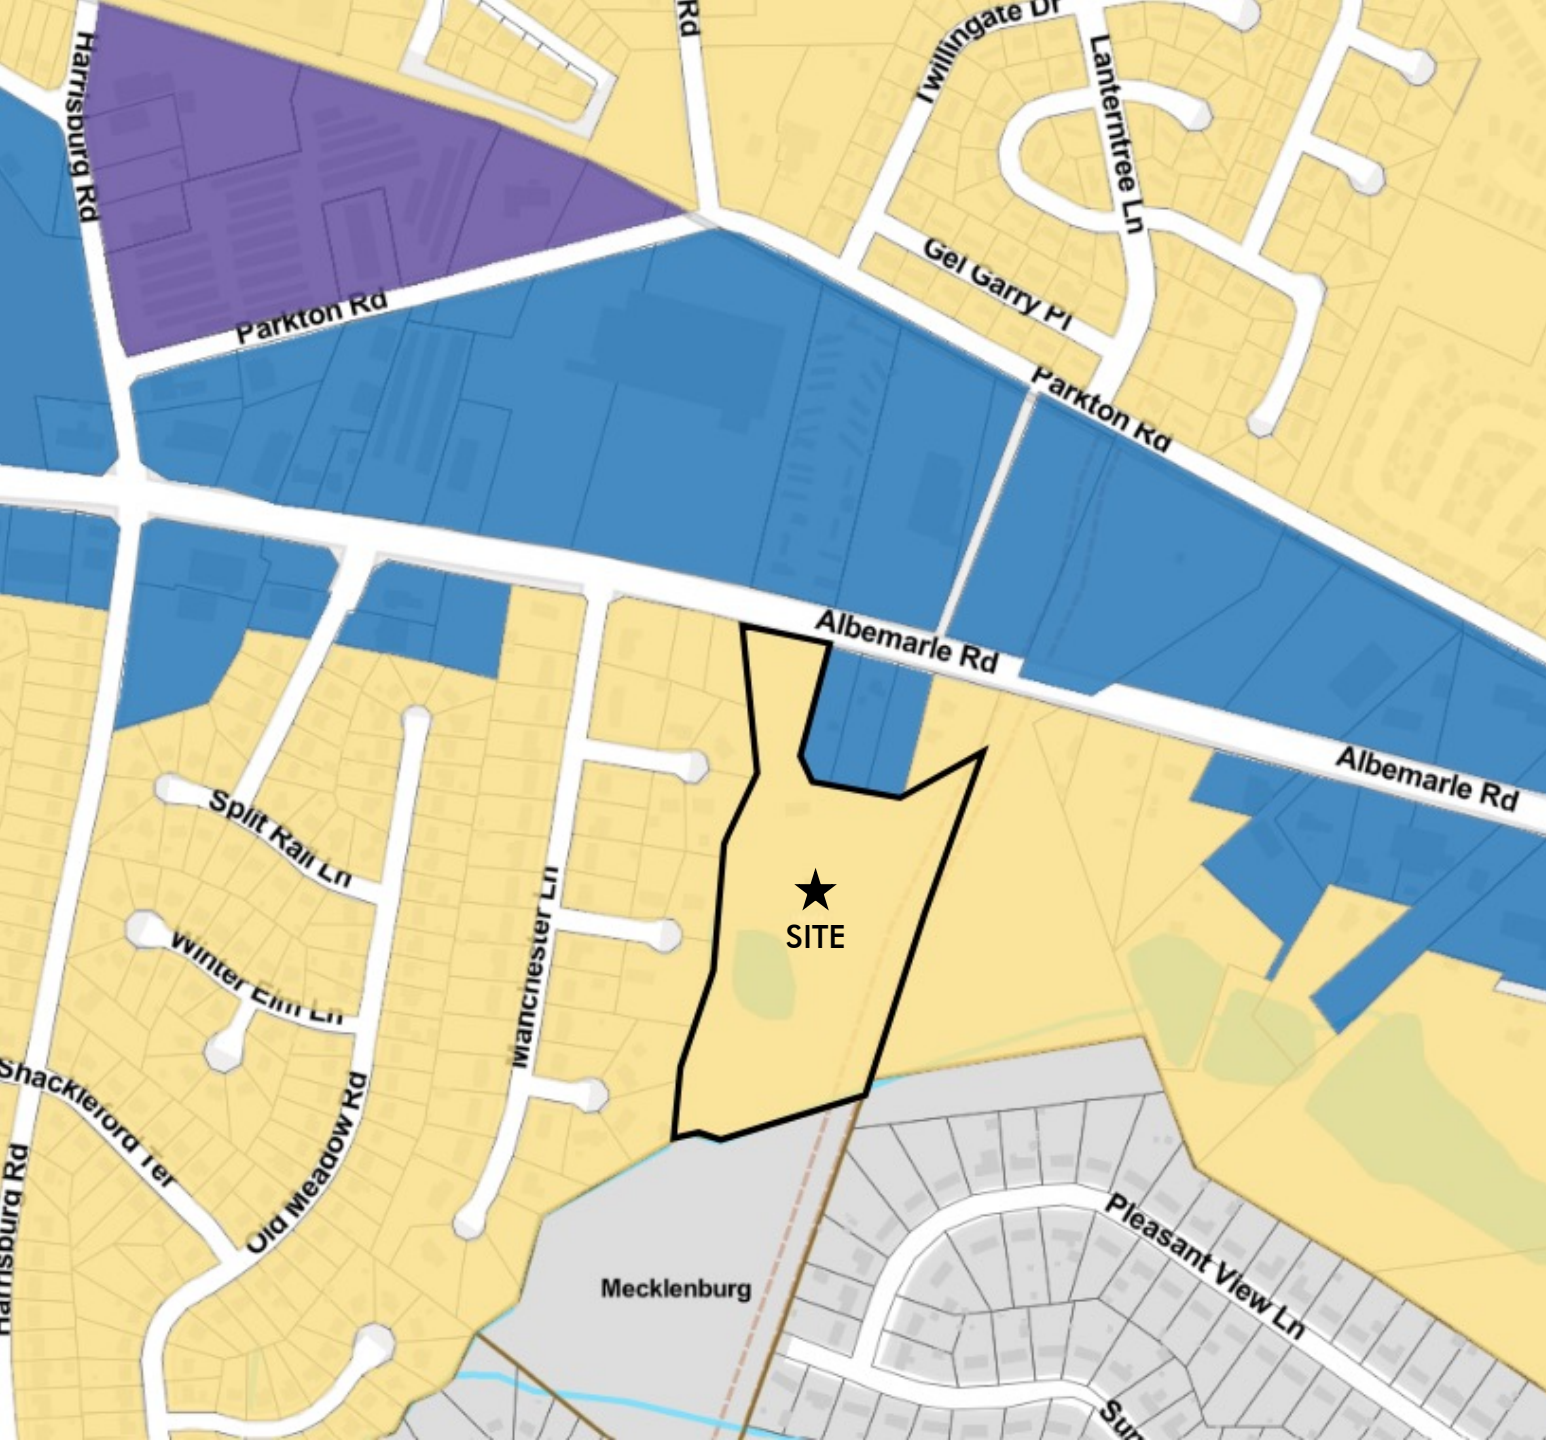 Rd
Twillingate Dr
Harrisburg Rd
Lanterntree Ln
Gel Garry Pl
Parkton Rd
Parkton Rd
Albemarle Rd
Albemarle Rd
Split Rail Ln
SITE
Manchester Ln
Winter Elm Ln
Shackleford Ter
Old Meadow Rd
Harrisburg Rd
Pleasant View Ln
Mecklenburg
Sun